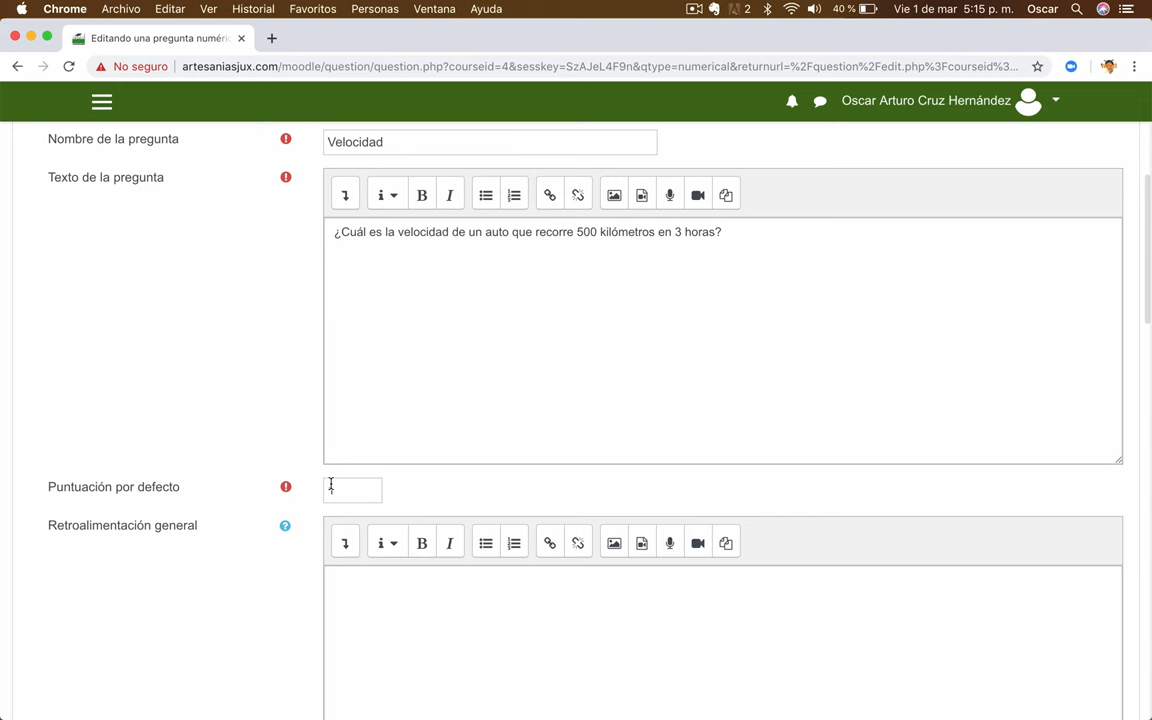 Chrome Archivo Editar Ver Historial Favoritos Personas Ventana Ayuda 2 40 % Vie 1 de mar 5:15 p. m. Oscar
Editando una pregunta numéri
No seguro artesaniasjux.com/moodle/question/question.php?courseid=4&sesskey=SzAJeL4F9n&qtype=numerical&returnurl=%2Fquestion%2Fedit.php%3Fcourseid%3...
Oscar Arturo Cruz Hernández
Nombre de la pregunta
Velocidad
Texto de la pregunta
B I
¿Cuál es la velocidad de un auto que recorre 500 kilómetros en 3 horas?
Puntuación por defecto
Retroalimentación general
B I